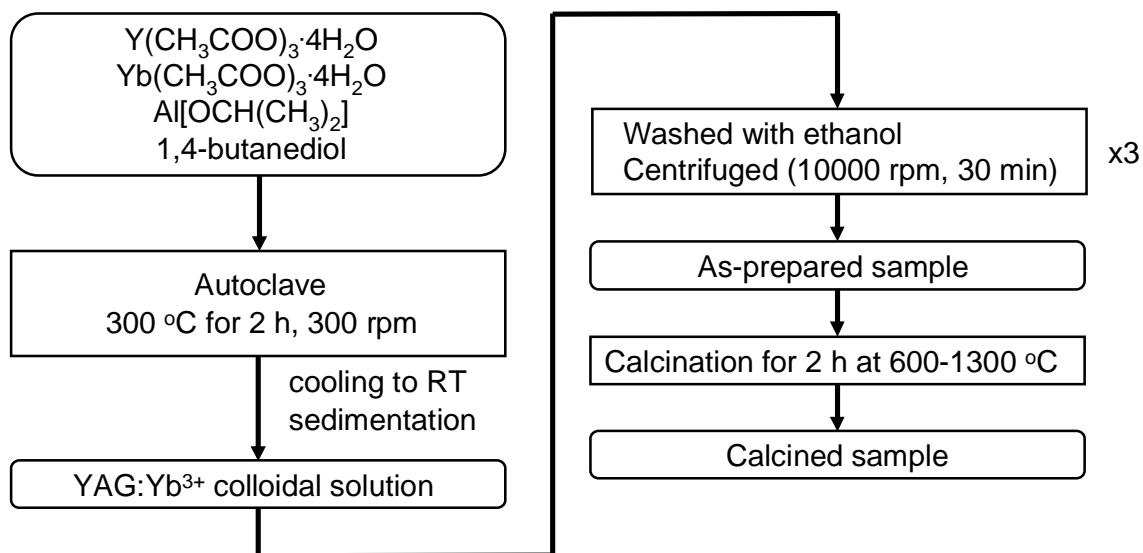 Y(CH₃COO)₃·4H₂O
Yb(CH₃COO)₃·4H₂O
Al[OCH(CH₃)₂]
1,4-butanediol
Autoclave
300 ºC for 2 h, 300 rpm
cooling to RT
sedimentation
YAG:Yb³⁺ colloidal solution
Washed with ethanol
Centrifuged (10000 rpm, 30 min)
x3
As-prepared sample
Calcination for 2 h at 600-1300 ºC
Calcined sample